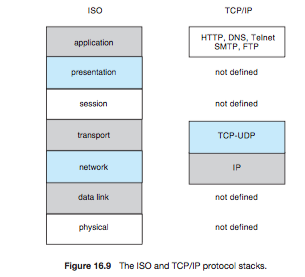 ISO TCP/IP
application HTTP, DNS, Telnet
SMTP, FTP
presentation not defined
session not defined
transport TCP-UDP
network IP
data link not defined
physical not defined
Figure 16.9 The ISO and TCP/IP protocol stacks.